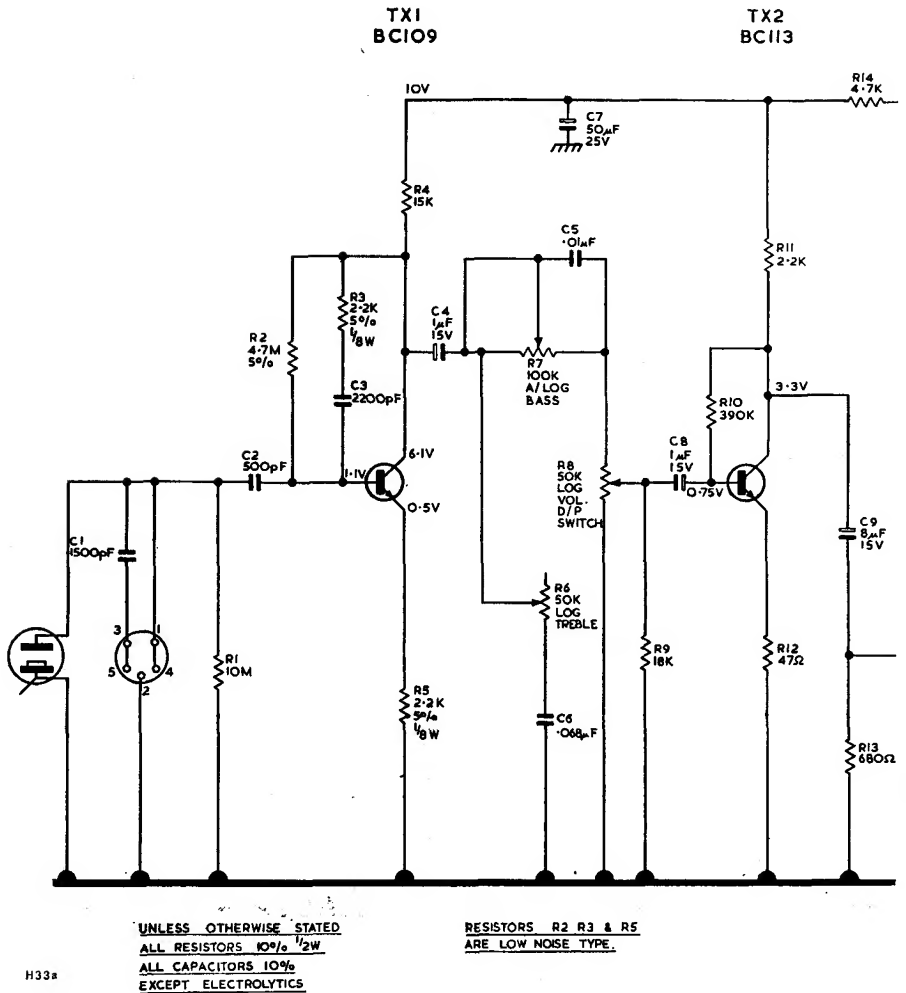 TX1
BC109
TX2
BC113
10V
R14
4·7K
C7
50µF
25V
R4
15K
C5
·01µF
R11
2·2K
R3
2·2K
5%
1/8W
R2
4·7M
5%
C4
1µF
15V
R7
100K
A/LOG
BASS
C3
2200pF
R10
390K
3·3V
C2
500pF
1·1V
6·1V
0·5V
R8
50K
LOG
VOL.
D/P
SWITCH
C8
1µF
15V
0·75V
C9
8µF
15V
C1
1500pF
3
1
5
4
2
R1
10M
R6
50K
LOG
TREBLE
R9
18K
R12
47Ω
R5
2·2K
5%
1/8W
C6
·068µF
R13
680Ω
UNLESS OTHERWISE STATED
ALL RESISTORS 10% 1/2W
ALL CAPACITORS 10%
EXCEPT ELECTROLYTICS
RESISTORS R2 R3 & R5
ARE LOW NOISE TYPE.
H33a